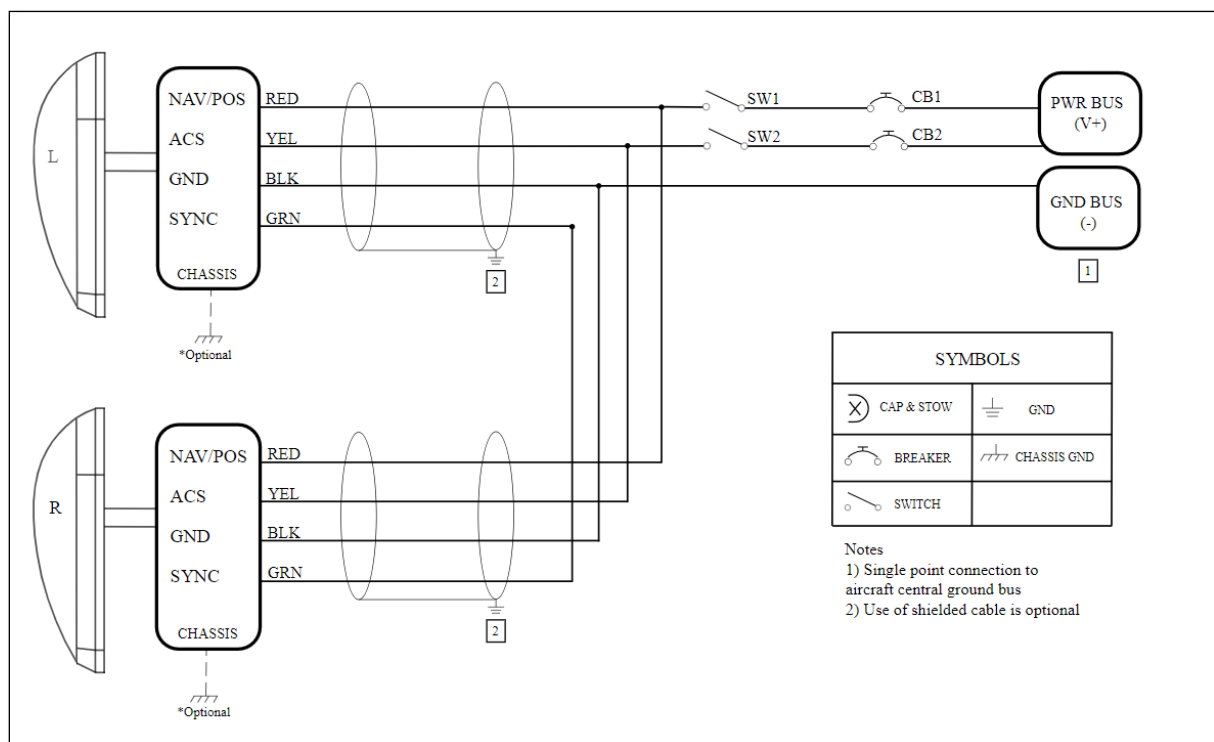 NAV/POS
RED
SW1
CB1
PWR BUS
(V+)
ACS
YEL
SW2
CB2
L
GND
BLK
GND BUS
(-)
SYNC
GRN
CHASSIS
2
1
*Optional
SYMBOLS
CAP & STOW
GND
BREAKER
CHASSIS GND
SWITCH
NAV/POS
RED
ACS
YEL
R
GND
BLK
SYNC
GRN
CHASSIS
2
*Optional
Notes
1) Single point connection to
aircraft central ground bus
2) Use of shielded cable is optional